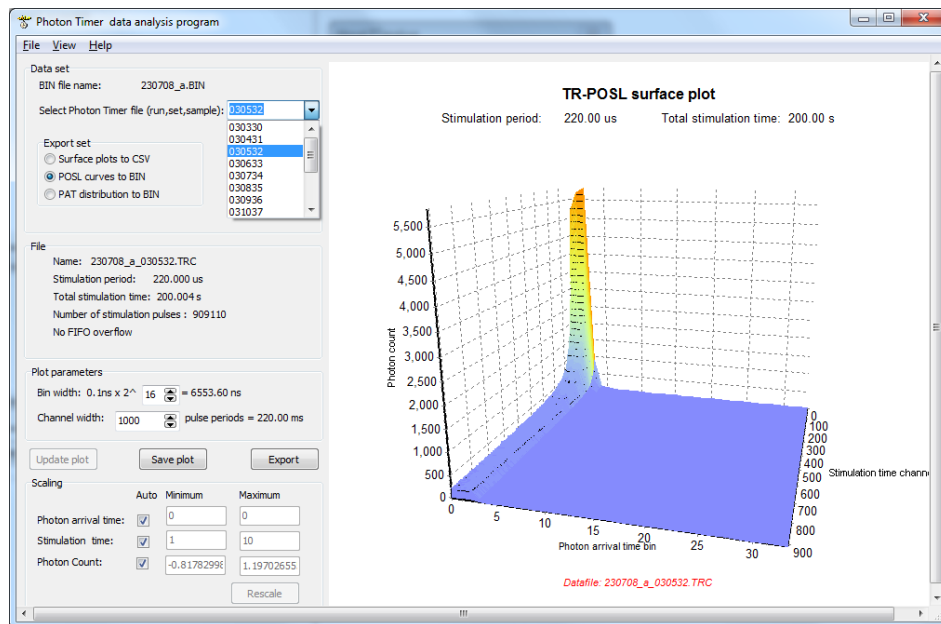 Photon Timer data analysis program
File View Help
Data set
BIN file name: 230708_a.BIN
Select Photon Timer file (run,set,sample): 030532
030330
030431
030532
030633
030734
030835
030936
031037
Export set
Surface plots to CSV
POSL curves to BIN
PAT distribution to BIN
File
Name: 230708_a_030532.TRC
Stimulation period: 220.000 us
Total stimulation time: 200.004 s
Number of stimulation pulses : 909110
No FIFO overflow
Plot parameters
Bin width: 0.1ns x 2^ 16 = 6553.60 ns
Channel width: 1000 pulse periods = 220.00 ms
Update plot Save plot Export
Scaling
Auto Minimum Maximum
Photon arrival time: 0 0
Stimulation time: 1 10
Photon Count: -0.81782998 1.19702655
Rescale
TR-POSL surface plot
Stimulation period: 220.00 us Total stimulation time: 200.00 s
Photon count
5,500
5,000
4,500
4,000
3,500
3,000
2,500
2,000
1,500
1,000
500
0
0 5 10 15 20 25 30
Photon arrival time bin
0
100
200
300
400
500
600
700
800
900
Stimulation time chann
Datafile: 230708_a_030532.TRC